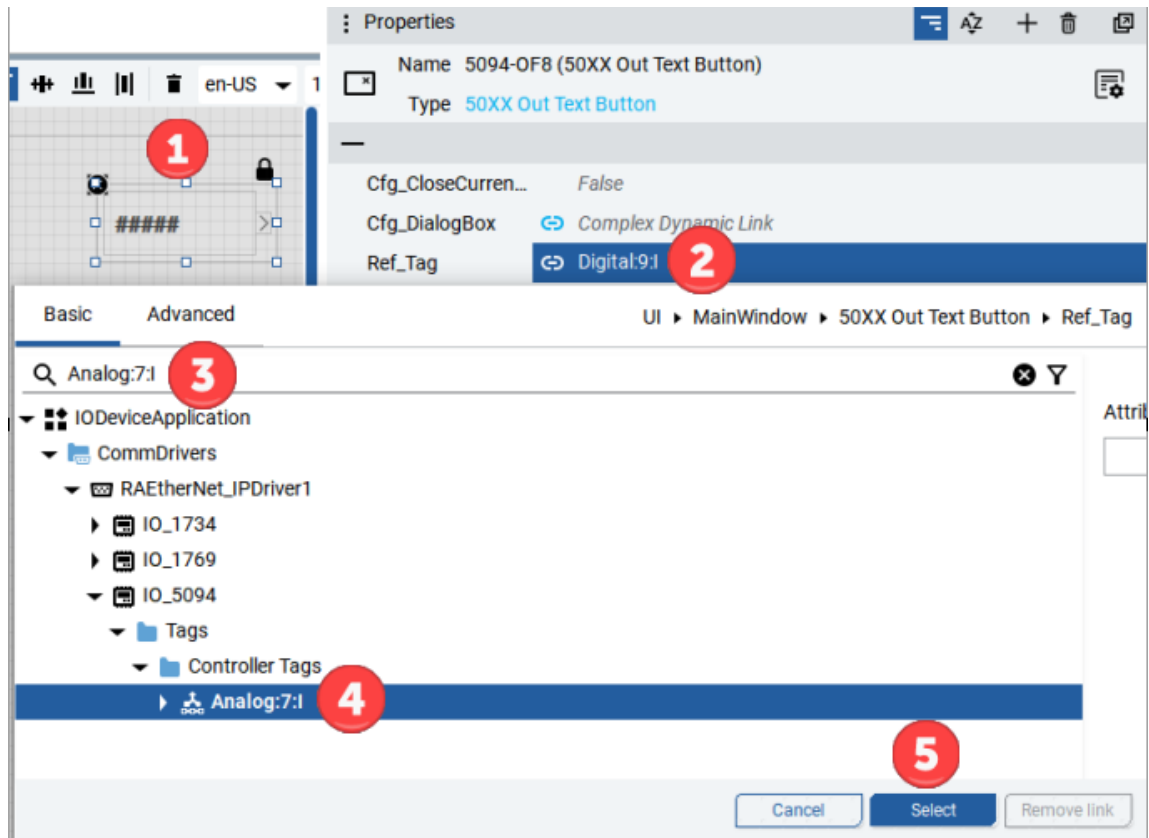 Properties
AZ
Name 5094-OF8 (50XX Out Text Button)
Type 50XX Out Text Button
en-US
1
1
#####
Cfg_CloseCurren... False
Cfg_DialogBox Complex Dynamic Link
Ref_Tag Digital:9:I
2
Basic Advanced
UI ▸ MainWindow ▸ 50XX Out Text Button ▸ Ref_Tag
Analog:7:I
3
IODeviceApplication
Attrib
CommDrivers
RAEtherNet_IPDriver1
IO_1734
IO_1769
IO_5094
Tags
Controller Tags
Analog:7:I
4
5
Cancel Select Remove link